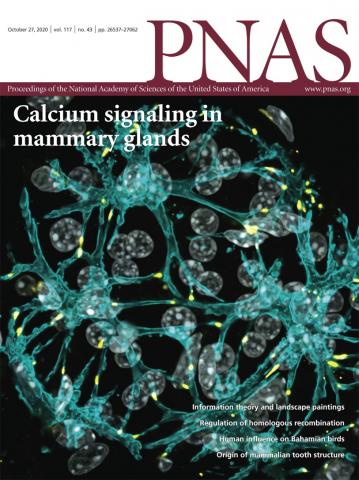 October 27, 2020 | vol. 117 | no. 43 | pp. 26537–27062
PNAS
Proceedings of the National Academy of Sciences of the United States of America www.pnas.org
Calcium signaling in
mammary glands
Information theory and landscape paintings
Regulation of homologous recombination
Human influence on Bahamian birds
Origin of mammalian tooth structure